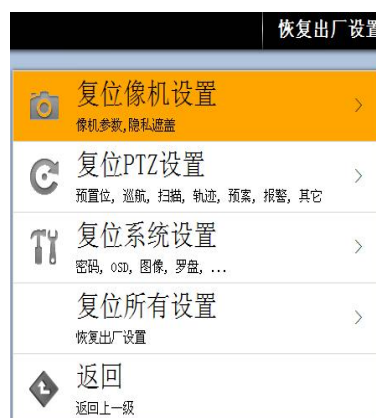 恢复出厂设置
复位像机设置
像机参数,隐私遮盖
复位PTZ设置
预置位, 巡航, 扫描, 轨迹, 预案, 报警, 其它
复位系统设置
密码, OSD, 图像, 罗盘, ...
复位所有设置
恢复出厂设置
返回
返回上一级